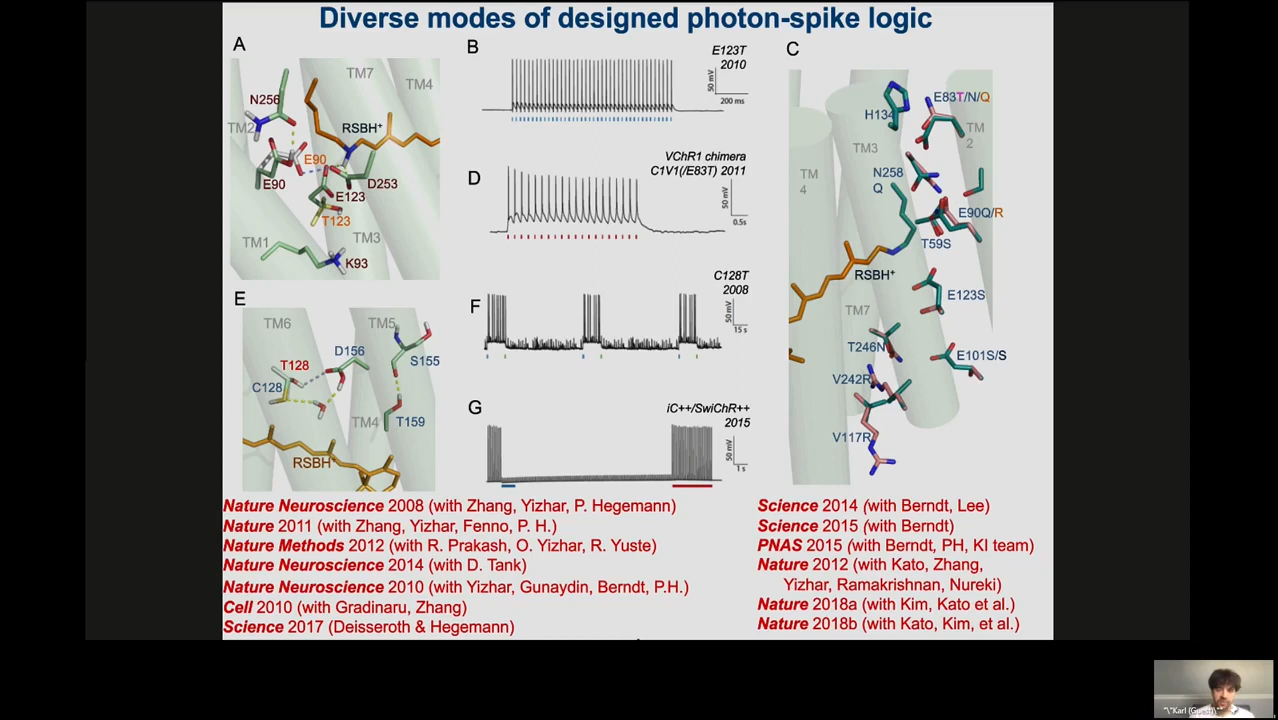 Diverse modes of designed photon-spike logic
A
TM7
TM4
N256
TM2
RSBH⁺
E90
E90
E123
D253
T123
TM1
TM3
K93
B
E123T
2010
50 mV
200 ms
D
VChR1 chimera
C1V1(/E83T) 2011
50 mV
0.5s
F
C128T
2008
50 mV
15 s
G
iC++/SwiChR++
2015
50 mV
1 s
C
H134
E83T/N/Q
TM
2
TM3
TM
4
N258
Q
E90Q/R
T59S
RSBH⁺
E123S
TM7
T246N
E101S/S
V242R
V117R
E
TM6
TM5
D156
S155
T128
C128
TM4
T159
RSBH⁺
Nature Neuroscience 2008 (with Zhang, Yizhar, P. Hegemann)
Nature 2011 (with Zhang, Yizhar, Fenno, P. H.)
Nature Methods 2012 (with R. Prakash, O. Yizhar, R. Yuste)
Nature Neuroscience 2014 (with D. Tank)
Nature Neuroscience 2010 (with Yizhar, Gunaydin, Berndt, P.H.)
Cell 2010 (with Gradinaru, Zhang)
Science 2017 (Deisseroth & Hegemann)
Science 2014 (with Berndt, Lee)
Science 2015 (with Berndt)
PNAS 2015 (with Berndt, PH, KI team)
Nature 2012 (with Kato, Zhang,
Yizhar, Ramakrishnan, Nureki)
Nature 2018a (with Kim, Kato et al.)
Nature 2018b (with Kato, Kim, et al.)
"\"Karl (Guest)\""